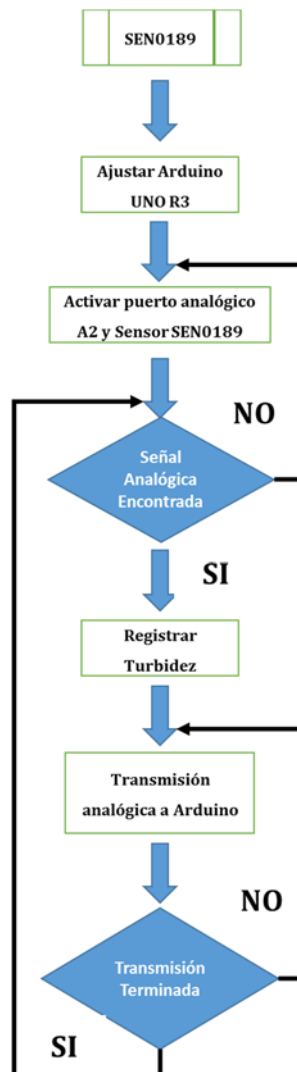 SEN0189
Ajustar Arduino
UNO R3
Activar puerto analógico
A2 y Sensor SEN0189
NO
Señal
Analógica
Encontrada
SI
Registrar
Turbidez
Transmisión
analógica a Arduino
NO
Transmisión
Terminada
SI